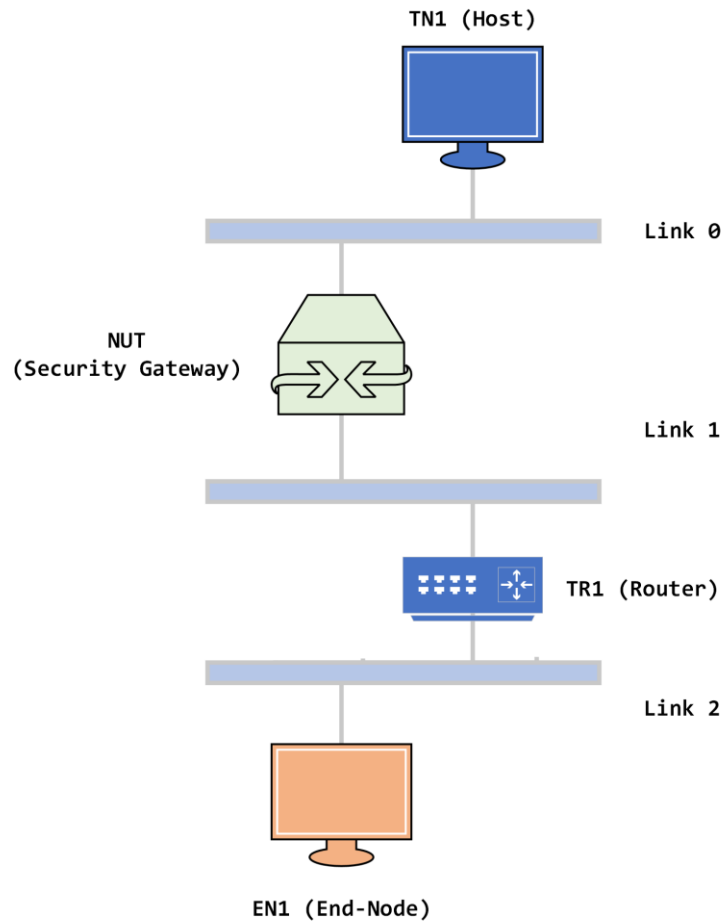 TN1 (Host)
Link 0
NUT
(Security Gateway)
Link 1
TR1 (Router)
Link 2
EN1 (End-Node)